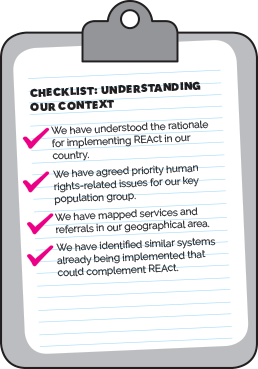 CHECKLIST: UNDERSTANDING
OUR CONTEXT
We have understood the rationale
for implementing REAct in our
country.
We have agreed priority human
rights-related issues for our key
population group.
We have mapped services and
referrals in our geographical area.
We have identified similar systems
already being implemented that
could complement REAct.